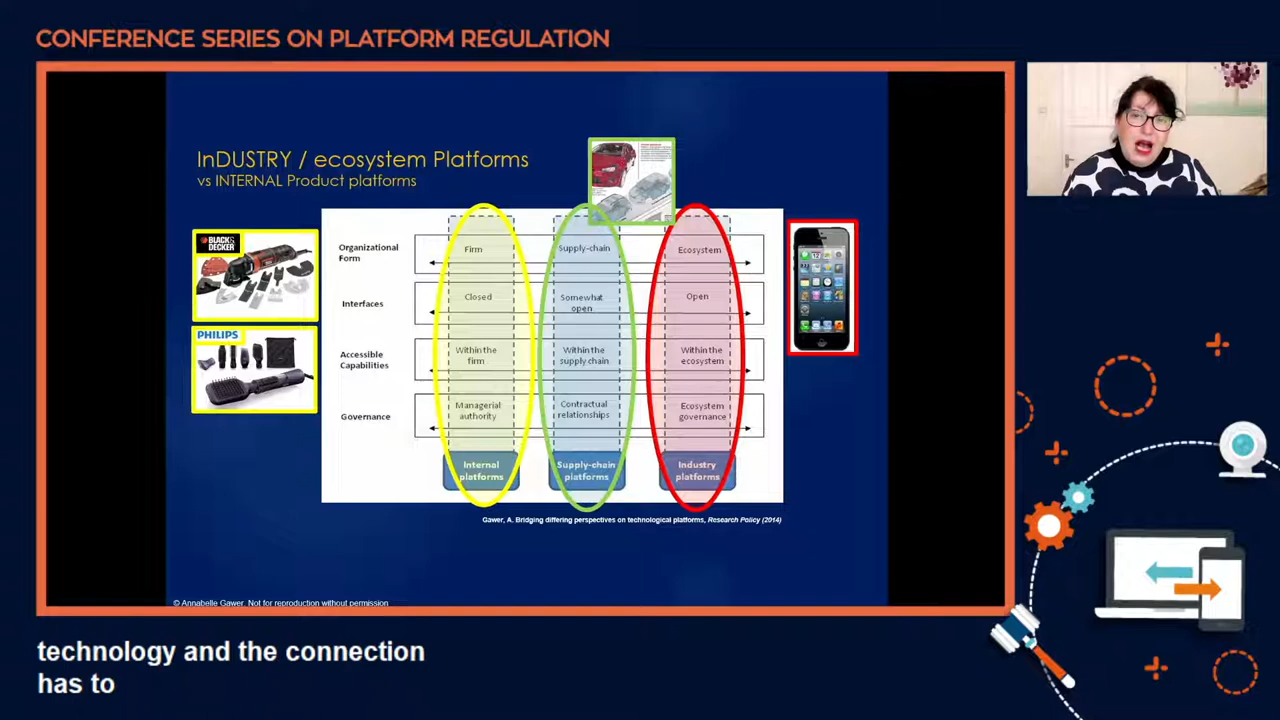 CONFERENCE SERIES ON PLATFORM REGULATION
InDUSTRY / ecosystem Platforms
vs INTERNAL Product platforms
BLACK&
DECKER
PHILIPS
Organizational
Form
Firm
Supply-chain
Ecosystem
Interfaces
Closed
Somewhat
open
Open
Accessible
Capabilities
Within the
firm
Within the
supply chain
Within the
ecosystem
Governance
Managerial
authority
Contractual
relationships
Ecosystem
governance
Internal
platforms
Supply-chain
platforms
Industry
platforms
Gawer, A. Bridging differing perspectives on technological platforms, Research Policy (2014)
© Annabelle Gawer. Not for reproduction without permission
technology and the connection
has to